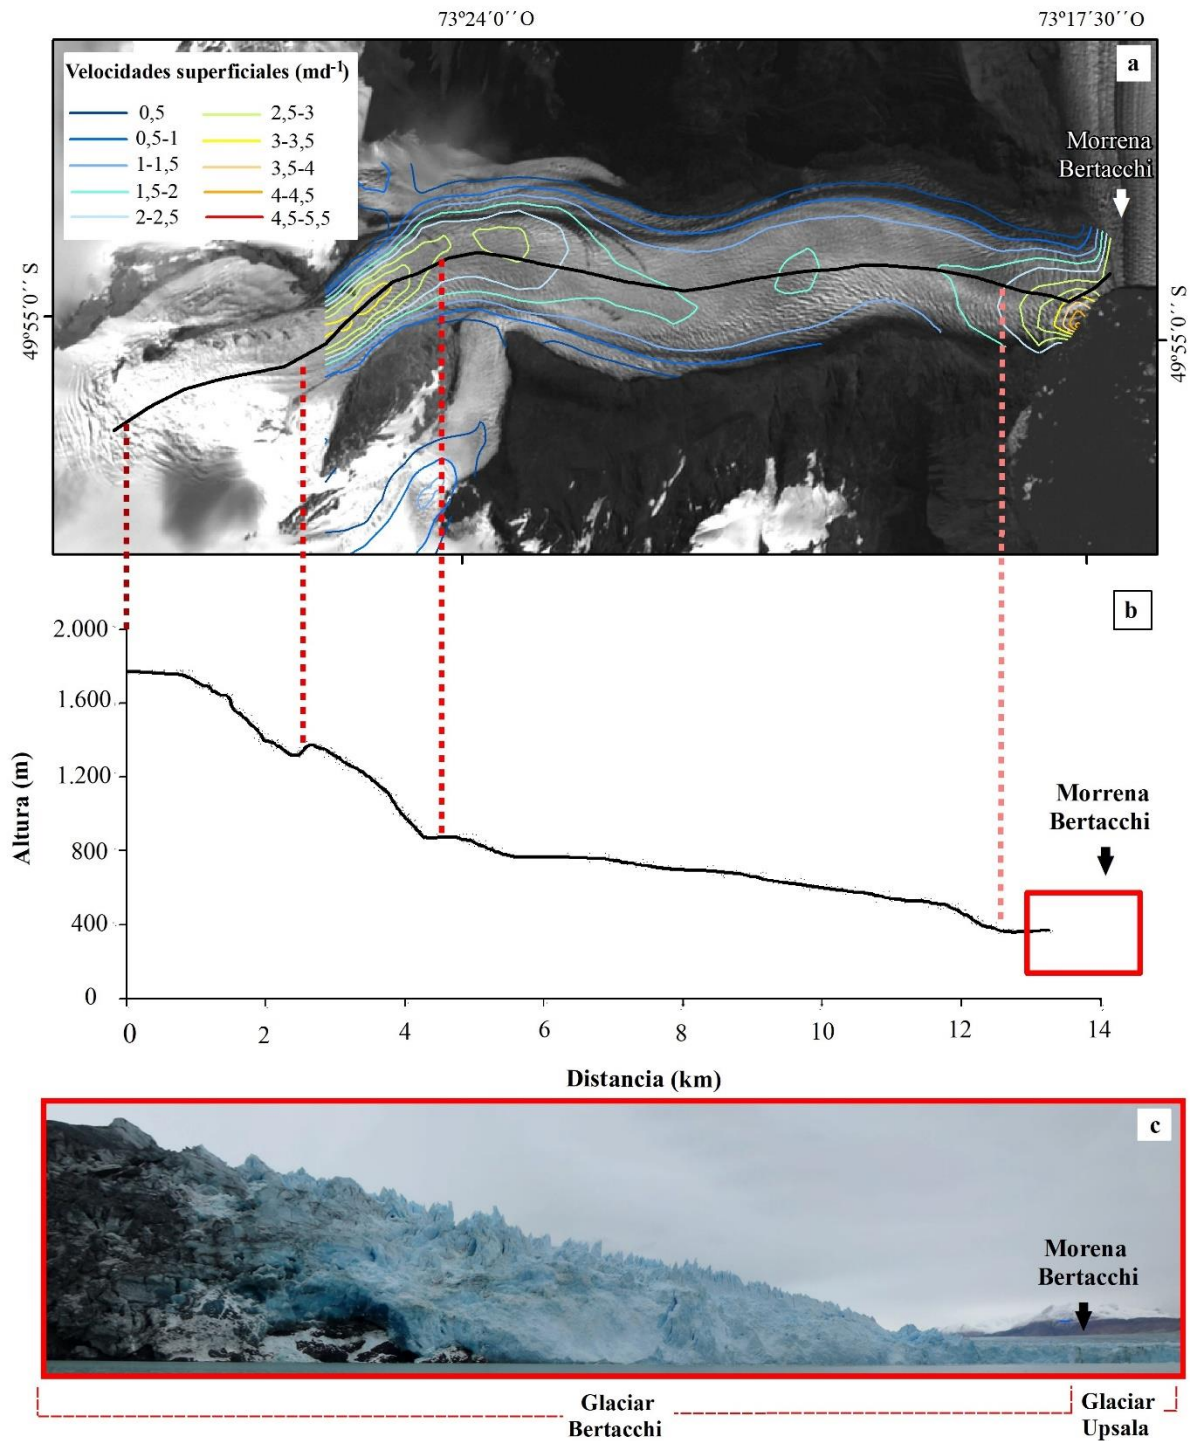 73º24´0´´O
73º17´30´´O
a
Velocidades superficiales (md-1)
0,5
0,5-1
1-1,5
1,5-2
2-2,5
2,5-3
3-3,5
3,5-4
4-4,5
4,5-5,5
Morrena
Bertacchi
49º55´0´´ S
49º55´0´´ S
b
2.000
1.600
1.200
800
400
0
Altura (m)
Morrena
Bertacchi
0
2
4
6
8
10
12
14
Distancia (km)
c
Morena
Bertacchi
Glaciar
Bertacchi
Glaciar
Upsala